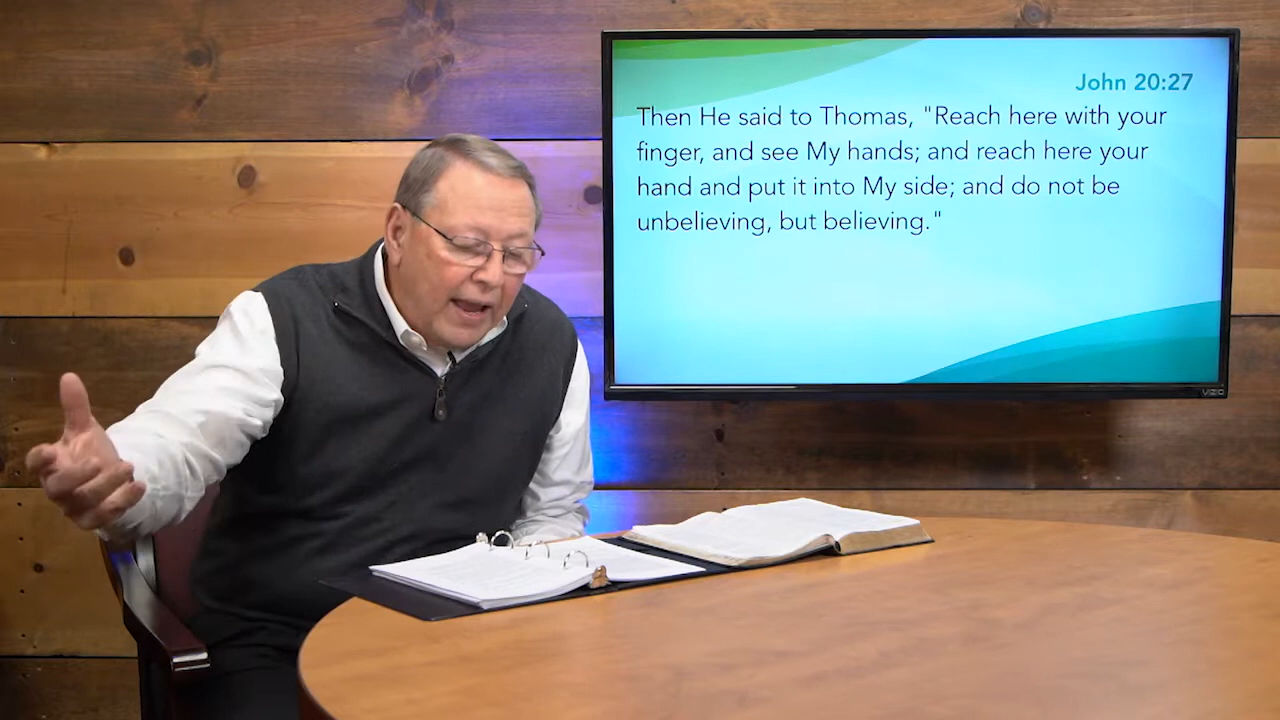 John 20:27
Then He said to Thomas, "Reach here with your
finger, and see My hands; and reach here your
hand and put it into My side; and do not be
unbelieving, but believing."
VIZIO